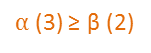 α (3) ≥ β (2)